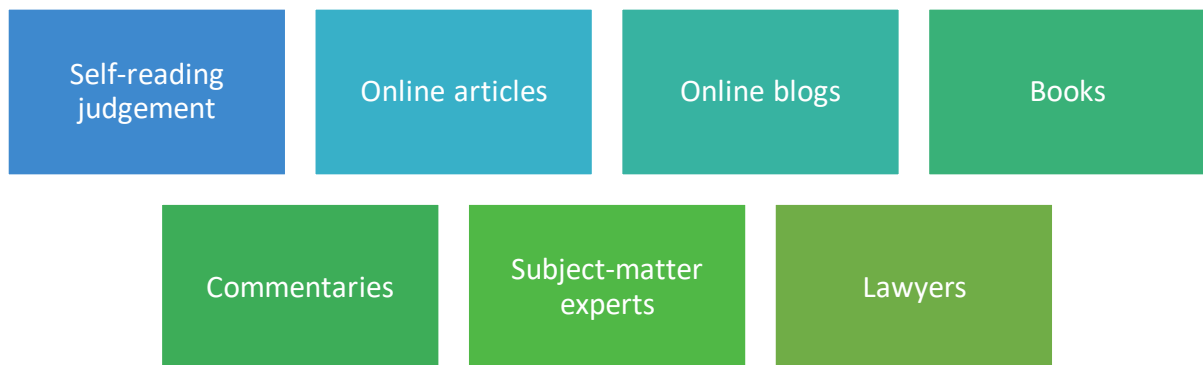 Self-reading
judgement
Online articles
Online blogs
Books
Commentaries
Subject-matter
experts
Lawyers